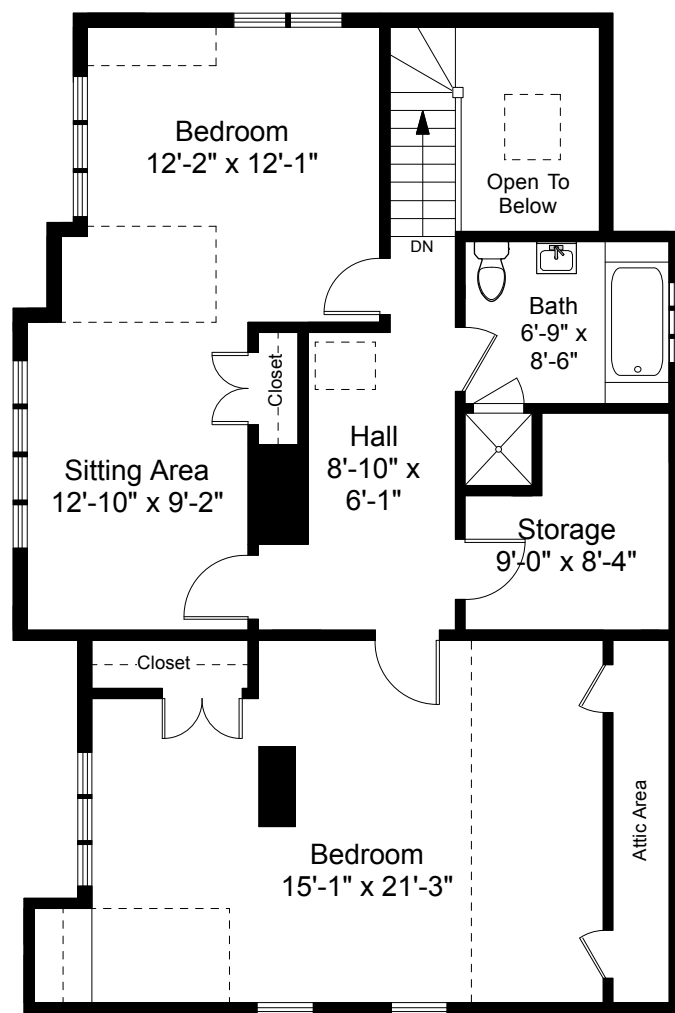 Bedroom
12'-2" x 12'-1"
Open To
Below
DN
Bath
6'-9" x
8'-6"
Closet
Hall
8'-10" x
6'-1"
Sitting Area
12'-10" x 9'-2"
Storage
9'-0" x 8'-4"
Closet
Attic Area
Bedroom
15'-1" x 21'-3"